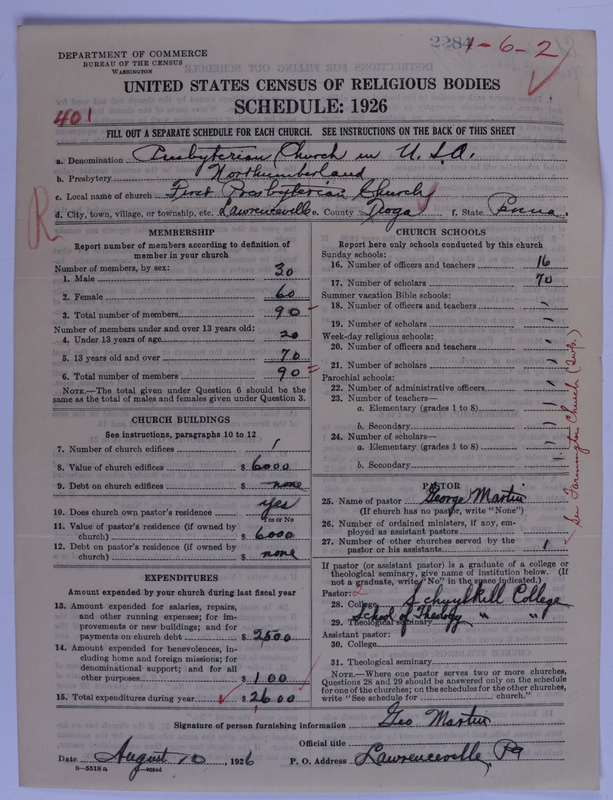 2284 1-6-2
DEPARTMENT OF COMMERCE
BUREAU OF THE CENSUS
WASHINGTON
UNITED STATES CENSUS OF RELIGIOUS BODIES
SCHEDULE: 1926
401
FILL OUT A SEPARATE SCHEDULE FOR EACH CHURCH. SEE INSTRUCTIONS ON THE BACK OF THIS SHEET
a. Denomination Presbyterian Church in U.S.A.
b. Presbytery Northumberland
c. Local name of church First Presbyterian Church
d. City, town, village, or township, etc. Lawrenceville e. County Tioga f. State Penna.
R
MEMBERSHIP
Report number of members according to definition of
member in your church
Number of members, by sex:
1. Male 30
2. Female 60
3. Total number of members 90
Number of members under and over 13 years old:
4. Under 13 years of age 20
5. 13 years old and over 70
6. Total number of members 90
NOTE.—The total given under Question 6 should be
same as the total of males and females given under Question 3.
CHURCH BUILDINGS
See instructions, paragraphs 10 to 12
7. Number of church edifices 1
8. Value of church edifices $ 6000
9. Debt on church edifices $ none
10. Does church own pastor's residence yes
Yes or No
11. Value of pastor's residence (if owned by
church) $ 6000
12. Debt on pastor's residence (if owned by
church) $ none
EXPENDITURES
Amount expended by your church during last fiscal year
13. Amount expended for salaries, repairs,
and other running expenses; for im-
provements or new buildings; and for
payments on church debt $ 2500
14. Amount expended for benevolences, in-
cluding home and foreign missions; for
denominational support; and for all
other purposes $ 100
15. Total expenditures during year $ 2600
CHURCH SCHOOLS
Report here only schools conducted by this church
Sunday schools:
16. Number of officers and teachers 16
17. Number of scholars 70
Summer vacation Bible schools:
18. Number of officers and teachers
19. Number of scholars
Week-day religious schools:
20. Number of officers and teachers
21. Number of scholars
Parochial schools:
22. Number of administrative officers
23. Number of teachers—
a. Elementary (grades 1 to 8)
b. Secondary
24. Number of scholars—
a. Elementary (grades 1 to 8)
b. Secondary
PASTOR
25. Name of pastor George Martin
(If church has no pastor, write "None")
26. Number of ordained ministers, if any, em-
ployed as assistant pastors
27. Number of other churches served by the
pastor or his assistants 1
See Farmington Church (Sup.)
If pastor (or assistant pastor) is a graduate of a college or
theological seminary, give name of institution below. (If
not a graduate, write "No" in the space indicated.)
Pastor: 2
28. College Schuylkill College
29. Theological seminary School of Theology " "
Assistant pastor:
30. College
31. Theological seminary
NOTE.—Where one pastor serves two or more churches,
Questions 28 and 29 should be answered only on the schedule
for one of the churches; on the schedules for the other churches,
write "See schedule for church."
Signature of person furnishing information Geo Martin
Official title
Date August 10, 1926 P. O. Address Lawrenceville, Pa
8-5518a